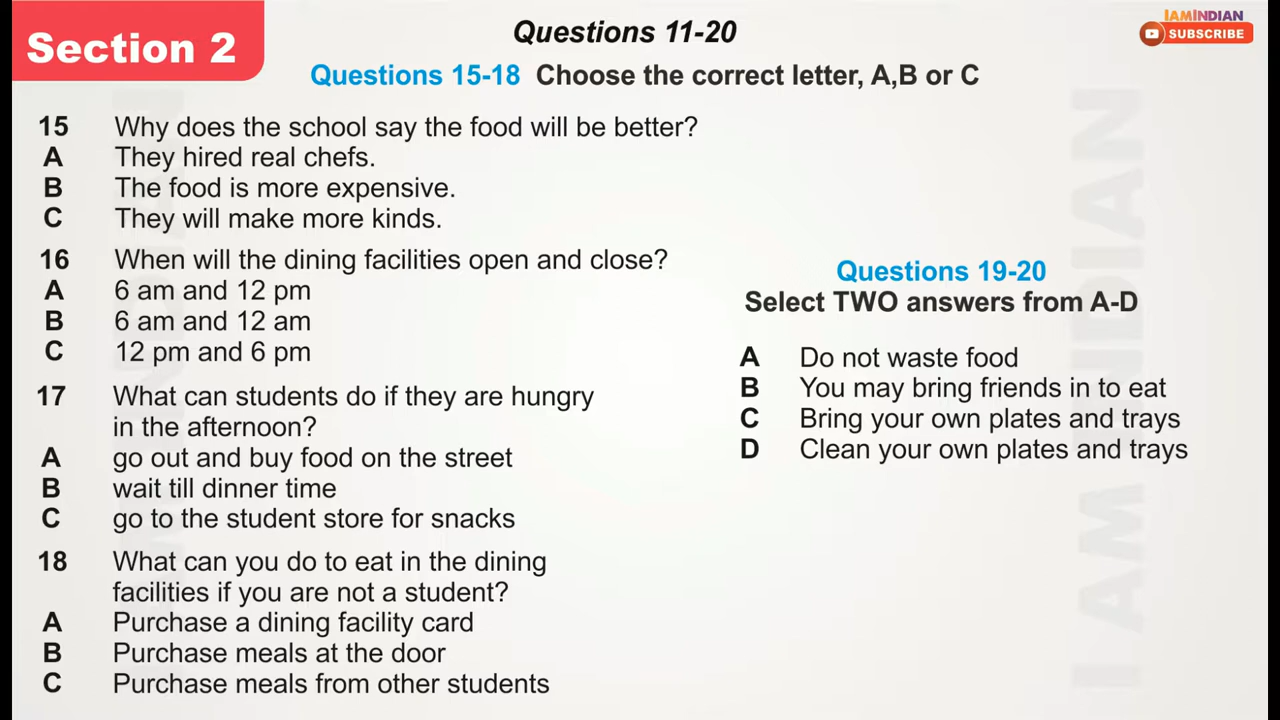 Section 2
Questions 11-20
IAMINDIAN
SUBSCRIBE
Questions 15-18 Choose the correct letter, A,B or C
15 Why does the school say the food will be better?
A They hired real chefs.
B The food is more expensive.
C They will make more kinds.
16 When will the dining facilities open and close?
A 6 am and 12 pm
B 6 am and 12 am
C 12 pm and 6 pm
17 What can students do if they are hungry
in the afternoon?
A go out and buy food on the street
B wait till dinner time
C go to the student store for snacks
18 What can you do to eat in the dining
facilities if you are not a student?
A Purchase a dining facility card
B Purchase meals at the door
C Purchase meals from other students
Questions 19-20
Select TWO answers from A-D
A Do not waste food
B You may bring friends in to eat
C Bring your own plates and trays
D Clean your own plates and trays
I AM INDIAN